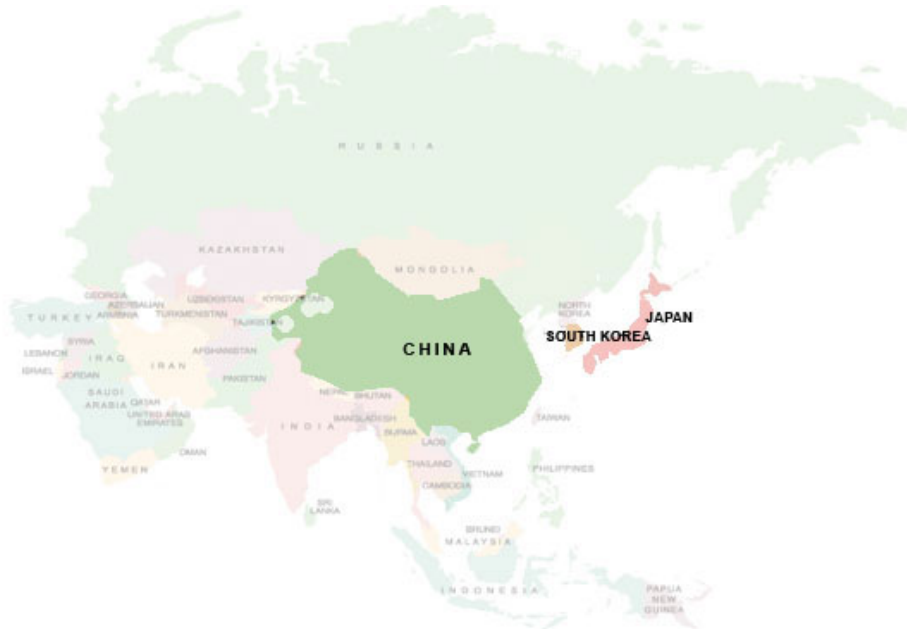 R U S S I A
KAZAKHSTAN
MONGOLIA
GEORGIA
AZERBAIJAN
UZBEKISTAN
KYRGYZSTAN
NORTH
KOREA
TURKEY
ARMENIA
TURKMENISTAN
TAJIKISTAN
JAPAN
SOUTH KOREA
SYRIA
LEBANON
IRAQ
AFGHANISTAN
CHINA
ISRAEL
JORDAN
IRAN
PAKISTAN
SAUDI
ARABIA
QATAR
NEPAL
BHUTAN
UNITED ARAB
EMIRATES
INDIA
BANGLADESH
TAIWAN
BURMA
OMAN
LAOS
YEMEN
THAILAND
VIETNAM
PHILIPPINES
CAMBODIA
SRI
LANKA
BRUNEI
MALAYSIA
INDONESIA
PAPUA
NEW
GUINEA